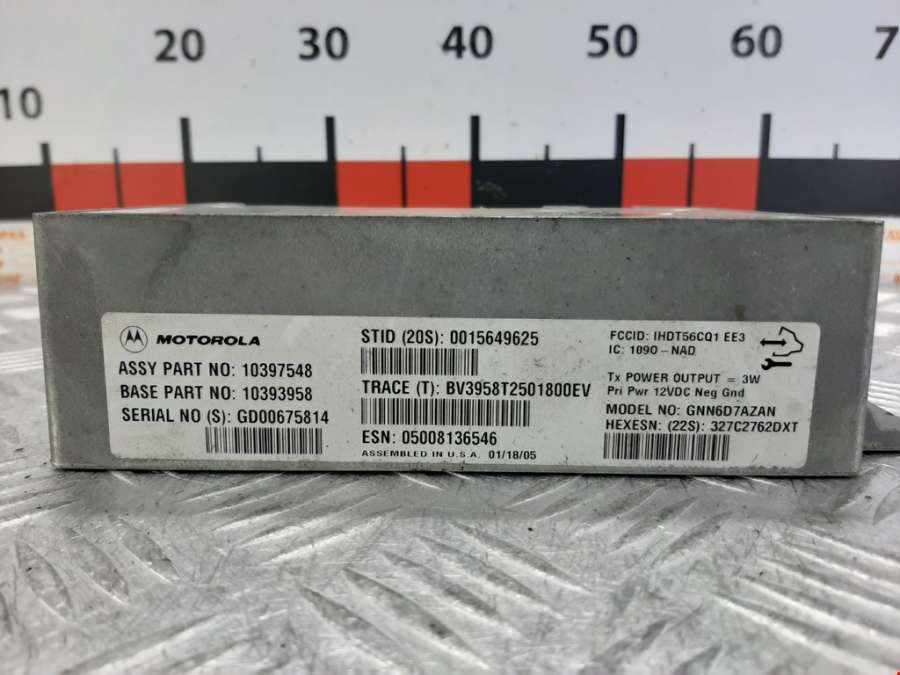 10 20 30 40 50 60 7
MOTOROLA
ASSY PART NO: 10397548
BASE PART NO: 10393958
SERIAL NO (S): GD00675814
STID (20S): 0015649625
TRACE (T): BV3958T2501800EV
ESN: 05008136546
ASSEMBLED IN U.S.A. 01/18/05
FCCID: IHDT56CQ1 EE3
IC: 109O-NAD
Tx POWER OUTPUT = 3W
Pri Pwr 12VDC Neg Gnd
MODEL NO: GNN6D7AZAN
HEXESN: (22S): 327C2762DXT